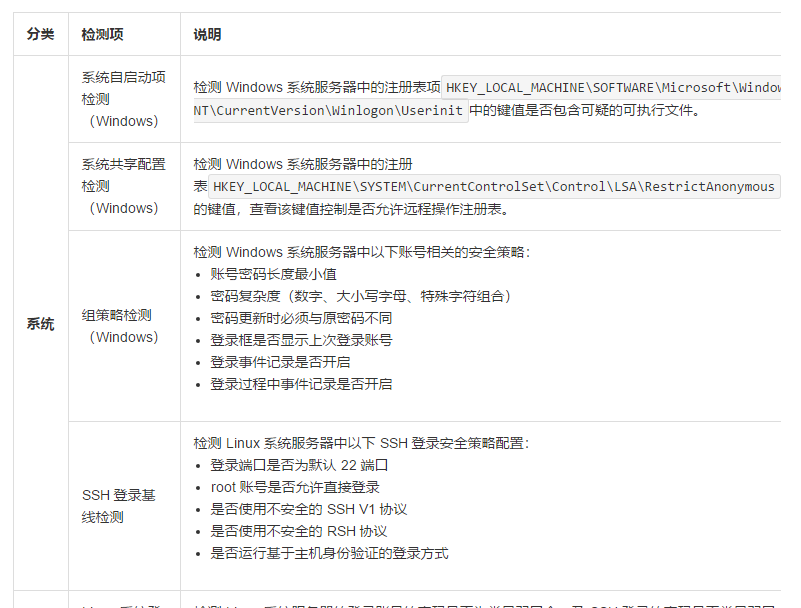 分类 检测项 说明
系统
系统自启动项
检测
（Windows）
检测 Windows 系统服务器中的注册表项 HKEY_LOCAL_MACHINE\SOFTWARE\Microsoft\
NT\CurrentVersion\Winlogon\Userinit 中的键值是否包含可疑的可执行文件。
系统共享配置
检测
（Windows）
检测 Windows 系统服务器中的注册
表 HKEY_LOCAL_MACHINE\SYSTEM\CurrentControlSet\Control\LSA\RestrictAnonymous
的键值，查看该键值控制是否允许远程操作注册表。
组策略检测
（Windows）
检测 Windows 系统服务器中以下账号相关的安全策略：
• 账号密码长度最小值
• 密码复杂度（数字、大小写字母、特殊字符组合）
• 密码更新时必须与原密码不同
• 登录框是否显示上次登录账号
• 登录事件记录是否开启
• 登录过程中事件记录是否开启
SSH 登录基
线检测
检测 Linux 系统服务器中以下 SSH 登录安全策略配置：
• 登录端口是否为默认 22 端口
• root 账号是否允许直接登录
• 是否使用不安全的 SSH V1 协议
• 是否使用不安全的 RSH 协议
• 是否运行基于主机身份验证的登录方式